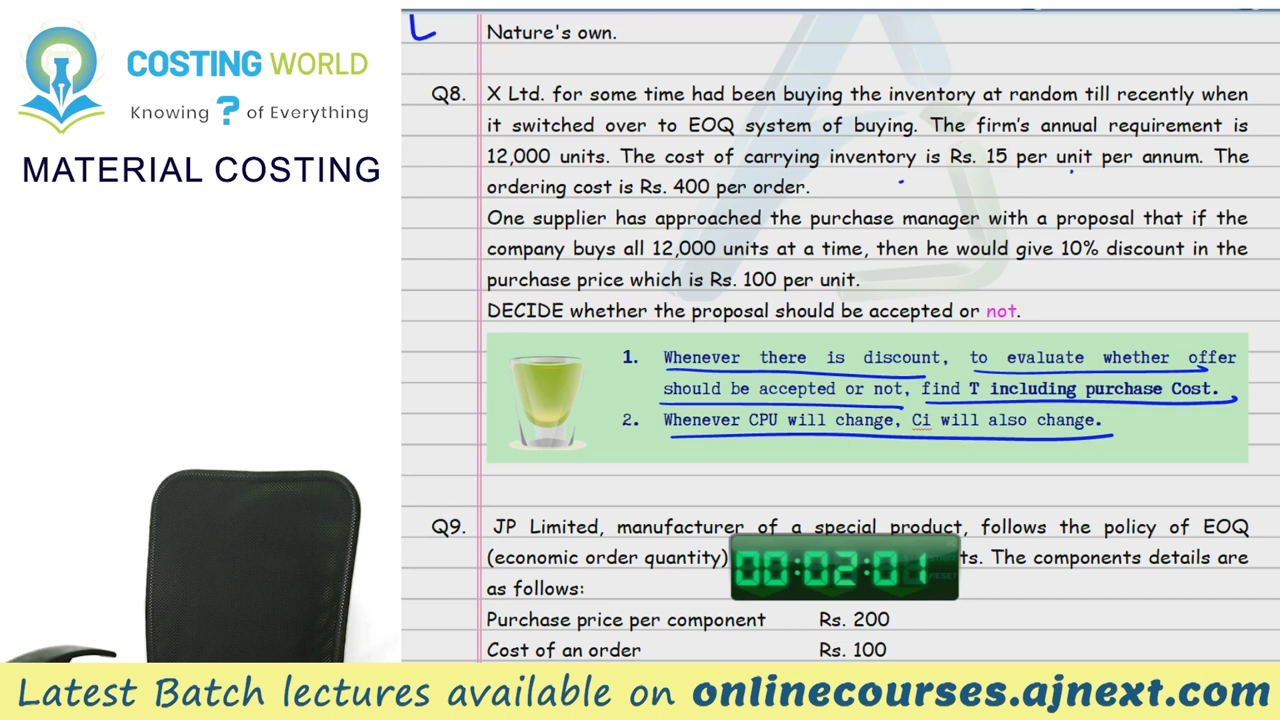 COSTING WORLD
Knowing ? of Everything
MATERIAL COSTING
Nature's own.
Q8. X Ltd. for some time had been buying the inventory at random till recently when
it switched over to EOQ system of buying. The firm's annual requirement is
12,000 units. The cost of carrying inventory is Rs. 15 per unit per annum. The
ordering cost is Rs. 400 per order.
One supplier has approached the purchase manager with a proposal that if the
company buys all 12,000 units at a time, then he would give 10% discount in the
purchase price which is Rs. 100 per unit.
DECIDE whether the proposal should be accepted or not.
1. Whenever there is discount, to evaluate whether offer
should be accepted or not, find T including purchase Cost.
2. Whenever CPU will change, Ci will also change.
Q9. JP Limited, manufacturer of a special product, follows the policy of EOQ
(economic order quantity) ts. The components details are
00:02:01
RESET
as follows:
Purchase price per component Rs. 200
Cost of an order Rs. 100
Latest Batch lectures available on onlinecourses.ajnext.com